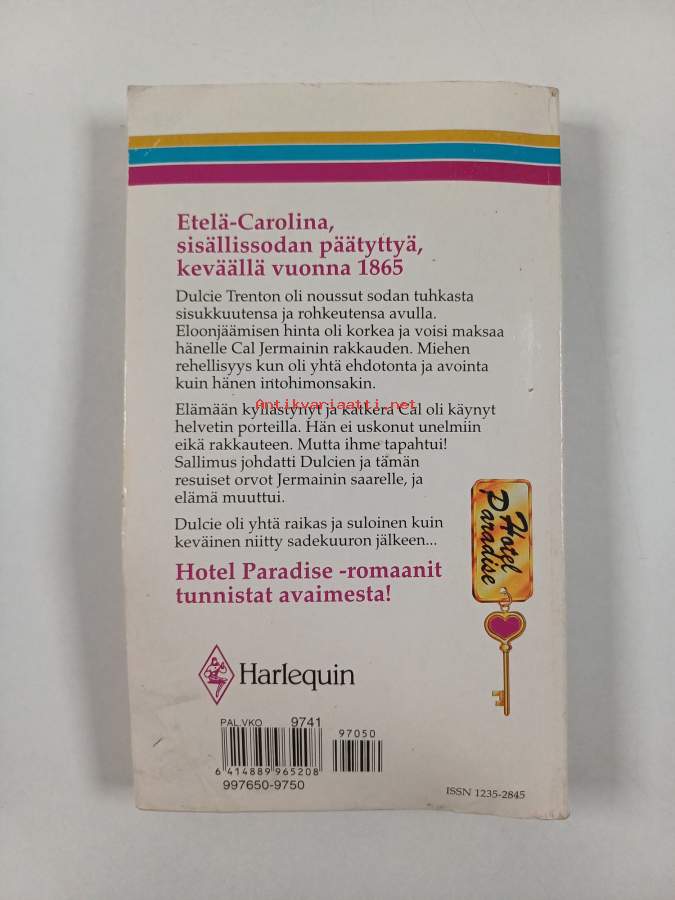 Etelä-Carolina,
sisällissodan päätyttyä,
keväällä vuonna 1865
Dulcie Trenton oli noussut sodan tuhkasta
sisukkuutensa ja rohkeutensa avulla.
Eloonjäämisen hinta oli korkea ja voisi maksaa
hänelle Cal Jermainin rakkauden. Miehen
rehellisyys kun oli yhtä ehdotonta ja avointa
kuin hänen intohimonsakin.
Antikvariaatti.net
Elämään kyllästynyt ja katkera Cal oli käynyt
helvetin porteilla. Hän ei uskonut unelmiin
eikä rakkauteen. Mutta ihme tapahtui!
Sallimus johdatti Dulcien ja tämän
resuiset orvot Jermainin saarelle, ja
elämä muuttui.
Dulcie oli yhtä raikas ja suloinen kuin
keväinen niitty sadekuuron jälkeen...
Hotel Paradise -romaanit
tunnistat avaimesta!
Hotel
Paradise
Harlequin
PAL.VKO 9741
97050
6 414889 965208
997650-9750
ISSN 1235-2845